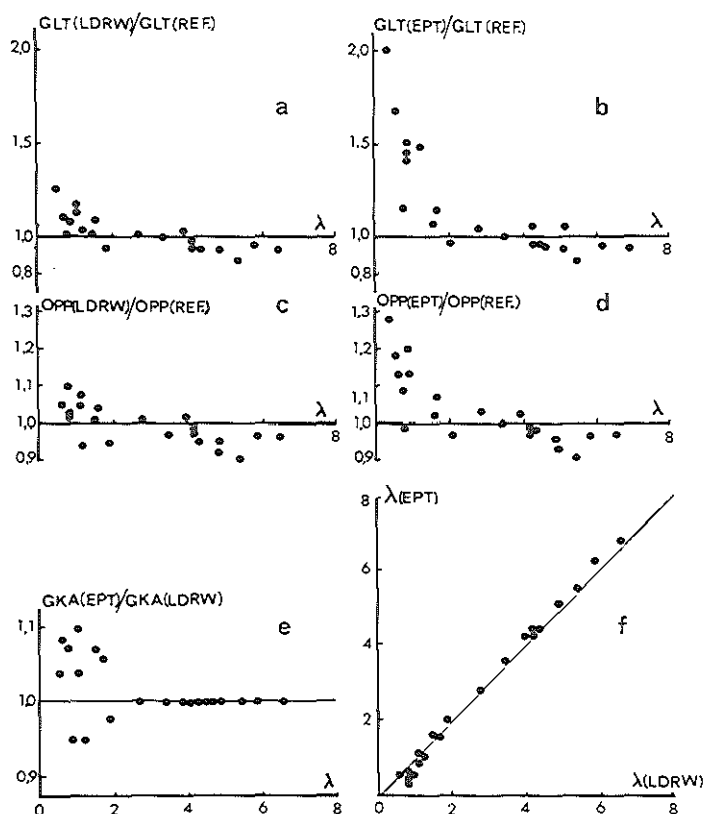 GLT(LDRW)/GLT(REF.)
2,0
1,5
1,0
0,8
a
λ
8
GLT(EPT)/GLT(REF.)
2,0
1,5
1,0
0,8
b
λ
8
OPP(LDRW)/OPP(REF.)
1,3
1,2
1,1
1,0
0,9
c
λ
8
OPP(EPT)/OPP(REF.)
1,3
1,2
1,1
1,0
0,9
d
λ
8
GKA(EPT)/GKA(LDRW)
1,1
1,0
0,9
e
0 2 4 6 8
λ
λ(EPT)
8
6
4
2
f
0 2 4 6 8
λ(LDRW)